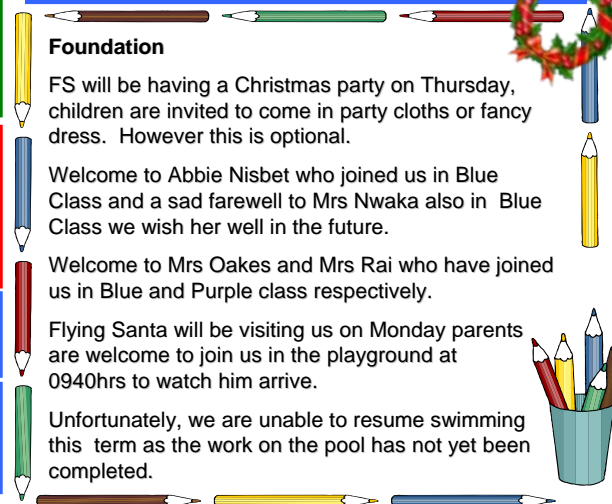 Foundation
FS will be having a Christmas party on Thursday,
children are invited to come in party cloths or fancy
dress.  However this is optional.
Welcome to Abbie Nisbet who joined us in Blue
Class and a sad farewell to Mrs Nwaka also in  Blue
Class we wish her well in the future.
Welcome to Mrs Oakes and Mrs Rai who have joined
us in Blue and Purple class respectively.
Flying Santa will be visiting us on Monday parents
are welcome to join us in the playground at
0940hrs to watch him arrive.
Unfortunately, we are unable to resume swimming
this  term as the work on the pool has not yet been
completed.